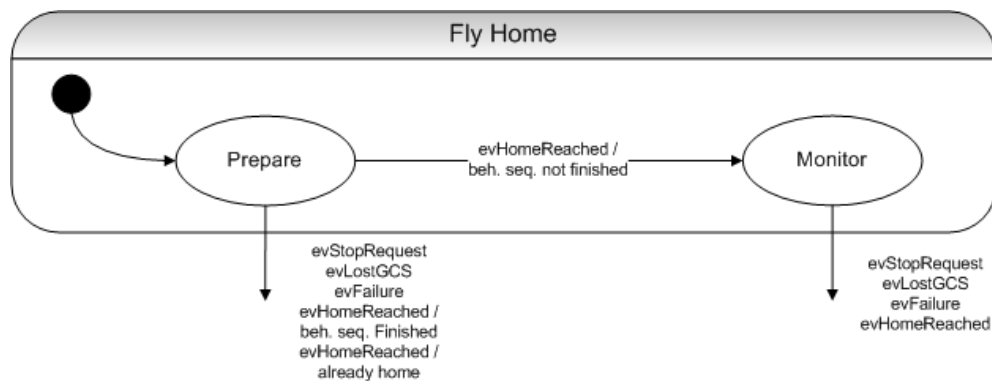 Fly Home
Prepare
evHomeReached /
beh. seq. not finished
Monitor
evStopRequest
evLostGCS
evFailure
evHomeReached /
beh. seq. Finished
evHomeReached /
already home
evStopRequest
evLostGCS
evFailure
evHomeReached